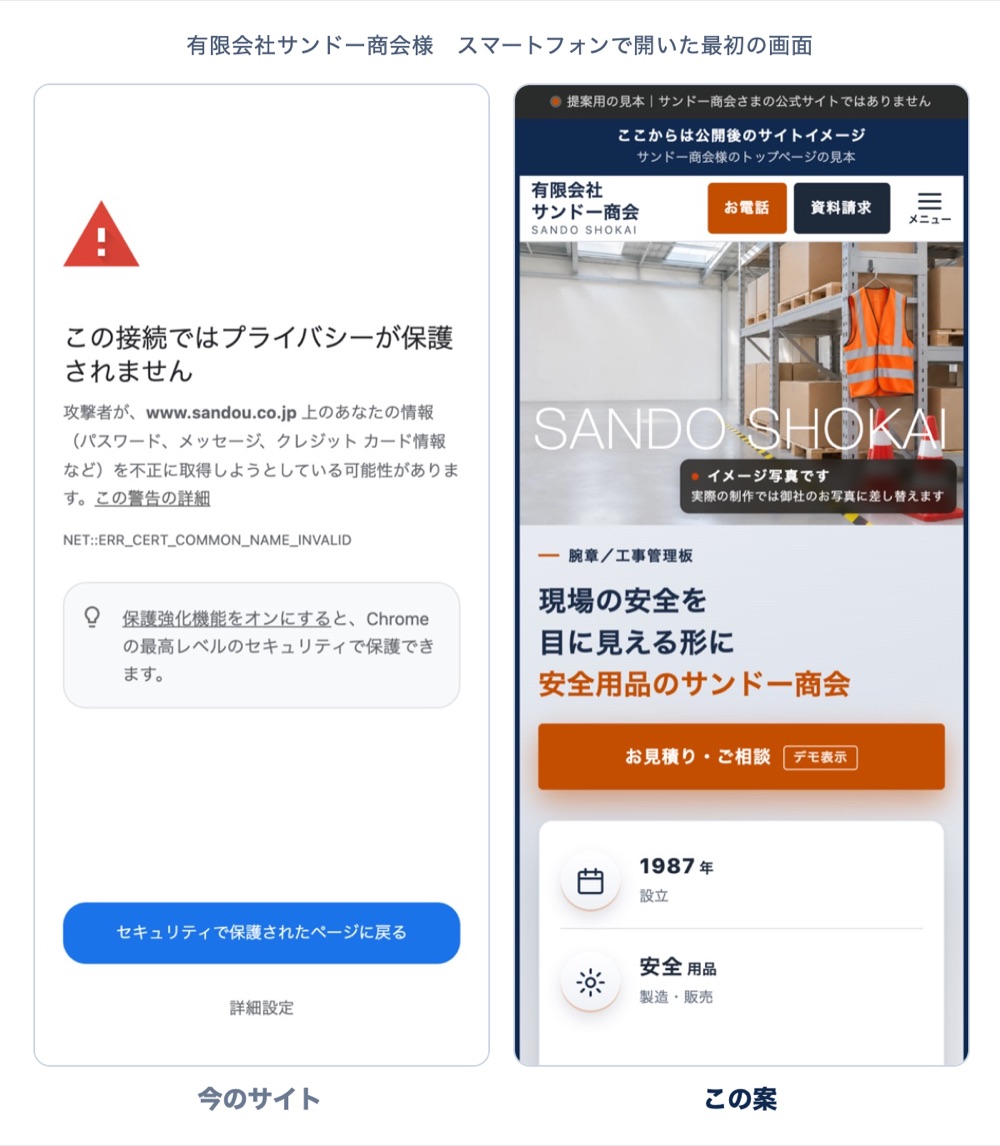 有限会社サンドー商会様　スマートフォンで開いた最初の画面
この接続ではプライバシーが保護
されません
攻撃者が、www.sandou.co.jp 上のあなたの情報
（パスワード、メッセージ、クレジット カード情報
など）を不正に取得しようとしている可能性がありま
す。この警告の詳細
NET::ERR_CERT_COMMON_NAME_INVALID
保護強化機能をオンにすると、Chrome
の最高レベルのセキュリティで保護でき
ます。
セキュリティで保護されたページに戻る
詳細設定
今のサイト
提案用の見本｜サンドー商会さまの公式サイトではありません
ここからは公開後のサイトイメージ
サンドー商会様のトップページの見本
有限会社
サンドー商会
SANDO SHOKAI
お電話
資料請求
メニュー
SANDO SHOKAI
イメージ写真です
実際の制作では御社のお写真に差し替えます
腕章／工事管理板
現場の安全を
目に見える形に
安全用品のサンドー商会
お見積り・ご相談 デモ表示
1987年
設立
安全 用品
製造・販売
この案